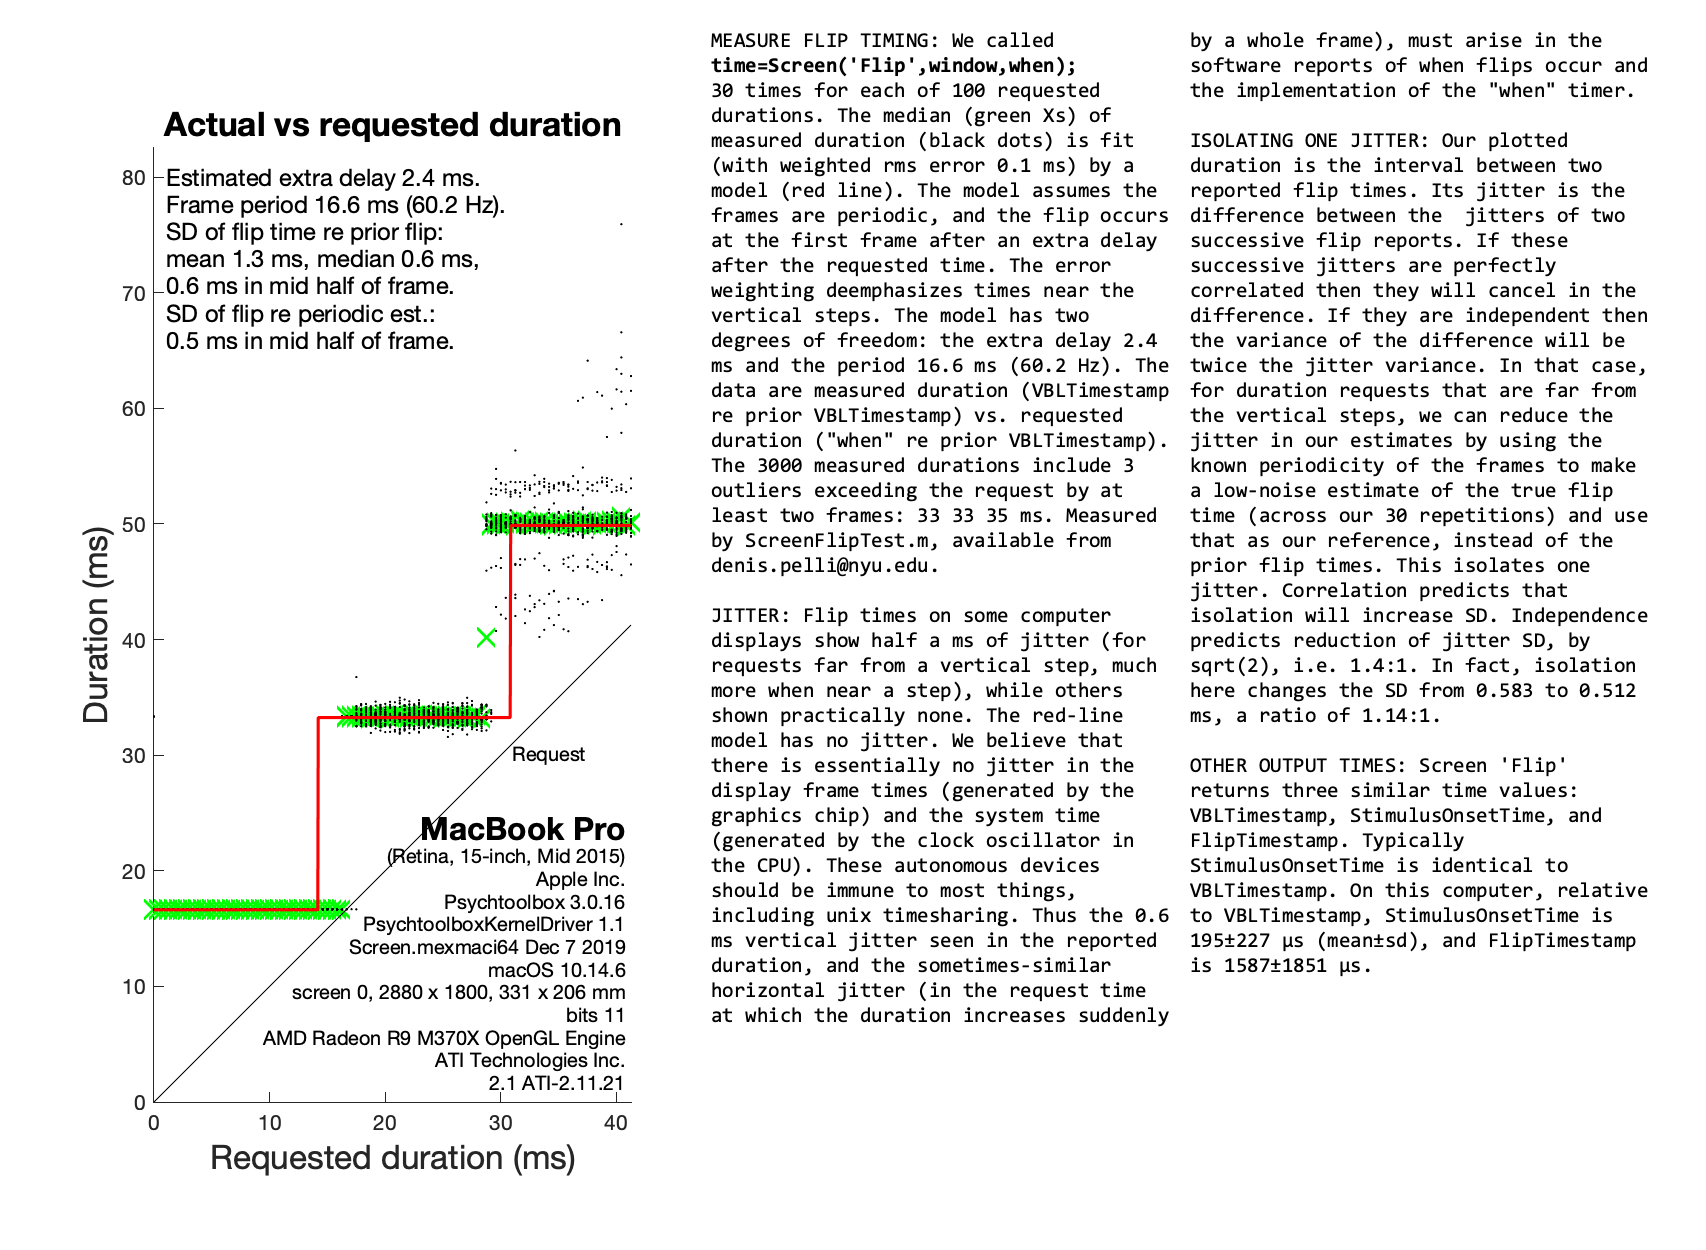 Actual vs requested duration
Estimated extra delay 2.4 ms.
Frame period 16.6 ms (60.2 Hz).
SD of flip time re prior flip:
mean 1.3 ms, median 0.6 ms,
0.6 ms in mid half of frame.
SD of flip re periodic est.:
0.5 ms in mid half of frame.
80
70
60
50
40
30
20
10
0
Duration (ms)
Request
MacBook Pro
(Retina, 15-inch, Mid 2015)
Apple Inc.
Psychtoolbox 3.0.16
PsychtoolboxKernelDriver 1.1
Screen.mexmaci64 Dec 7 2019
macOS 10.14.6
screen 0, 2880 x 1800, 331 x 206 mm
bits 11
AMD Radeon R9 M370X OpenGL Engine
ATI Technologies Inc.
2.1 ATI-2.11.21
0 10 20 30 40
Requested duration (ms)
MEASURE FLIP TIMING: We called
time=Screen('Flip',window,when);
30 times for each of 100 requested
durations. The median (green Xs) of
measured duration (black dots) is fit
(with weighted rms error 0.1 ms) by a
model (red line). The model assumes the
frames are periodic, and the flip occurs
at the first frame after an extra delay
after the requested time. The error
weighting deemphasizes times near the
vertical steps. The model has two
degrees of freedom: the extra delay 2.4
ms and the period 16.6 ms (60.2 Hz). The
data are measured duration (VBLTimestamp
re prior VBLTimestamp) vs. requested
duration ("when" re prior VBLTimestamp).
The 3000 measured durations include 3
outliers exceeding the request by at
least two frames: 33 33 35 ms. Measured
by ScreenFlipTest.m, available from
denis.pelli@nyu.edu.
JITTER: Flip times on some computer
displays show half a ms of jitter (for
requests far from a vertical step, much
more when near a step), while others
shown practically none. The red-line
model has no jitter. We believe that
there is essentially no jitter in the
display frame times (generated by the
graphics chip) and the system time
(generated by the clock oscillator in
the CPU). These autonomous devices
should be immune to most things,
including unix timesharing. Thus the 0.6
ms vertical jitter seen in the reported
duration, and the sometimes-similar
horizontal jitter (in the request time
at which the duration increases suddenly
by a whole frame), must arise in the
software reports of when flips occur and
the implementation of the "when" timer.
ISOLATING ONE JITTER: Our plotted
duration is the interval between two
reported flip times. Its jitter is the
difference between the  jitters of two
successive flip reports. If these
successive jitters are perfectly
correlated then they will cancel in the
difference. If they are independent then
the variance of the difference will be
twice the jitter variance. In that case,
for duration requests that are far from
the vertical steps, we can reduce the
jitter in our estimates by using the
known periodicity of the frames to make
a low-noise estimate of the true flip
time (across our 30 repetitions) and use
that as our reference, instead of the
prior flip times. This isolates one
jitter. Correlation predicts that
isolation will increase SD. Independence
predicts reduction of jitter SD, by
sqrt(2), i.e. 1.4:1. In fact, isolation
here changes the SD from 0.583 to 0.512
ms, a ratio of 1.14:1.
OTHER OUTPUT TIMES: Screen 'Flip'
returns three similar time values:
VBLTimestamp, StimulusOnsetTime, and
FlipTimestamp. Typically
StimulusOnsetTime is identical to
VBLTimestamp. On this computer, relative
to VBLTimestamp, StimulusOnsetTime is
195±227 µs (mean±sd), and FlipTimestamp
is 1587±1851 µs.